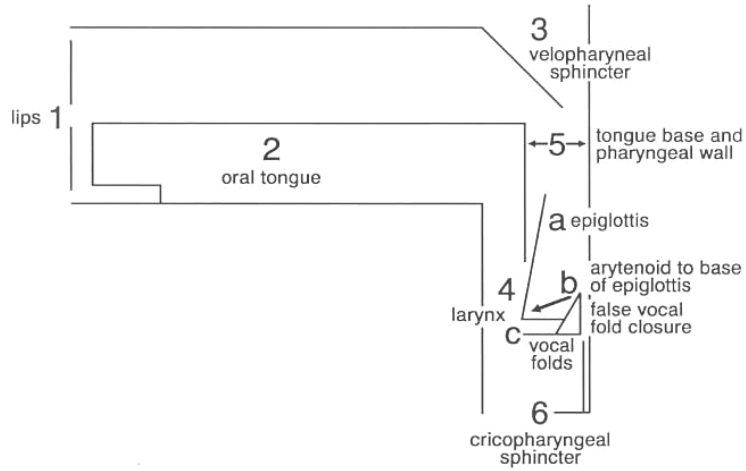 3
velopharyneal
sphincter
lips 1
2
oral tongue
5
tongue base and
pharyngeal wall
a epiglottis
4
larynx
b
arytenoid to base
of epiglottis
false vocal
fold closure
c
vocal
folds
6
cricopharyngeal
sphincter